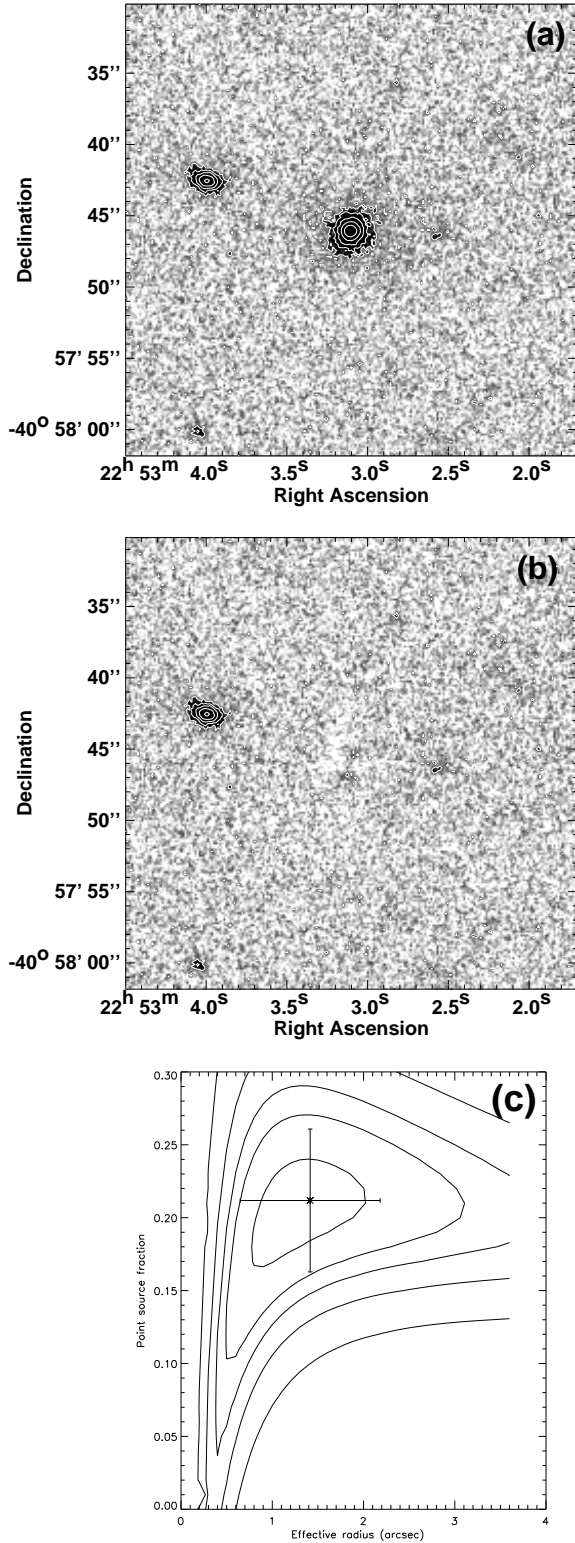 (a)
35’’
40’’
45’’
50’’
57’ 55’’
-40° 58’ 00’’
22h 53m 4.0s 3.5s 3.0s 2.5s 2.0s
Declination
Right Ascension
(b)
35’’
40’’
45’’
50’’
57’ 55’’
-40° 58’ 00’’
22h 53m 4.0s 3.5s 3.0s 2.5s 2.0s
Declination
Right Ascension
(c)
0.30
0.25
0.20
0.15
0.10
0.05
0.00
0 1 2 3 4
Point source fraction
Effective radius (arcsec)